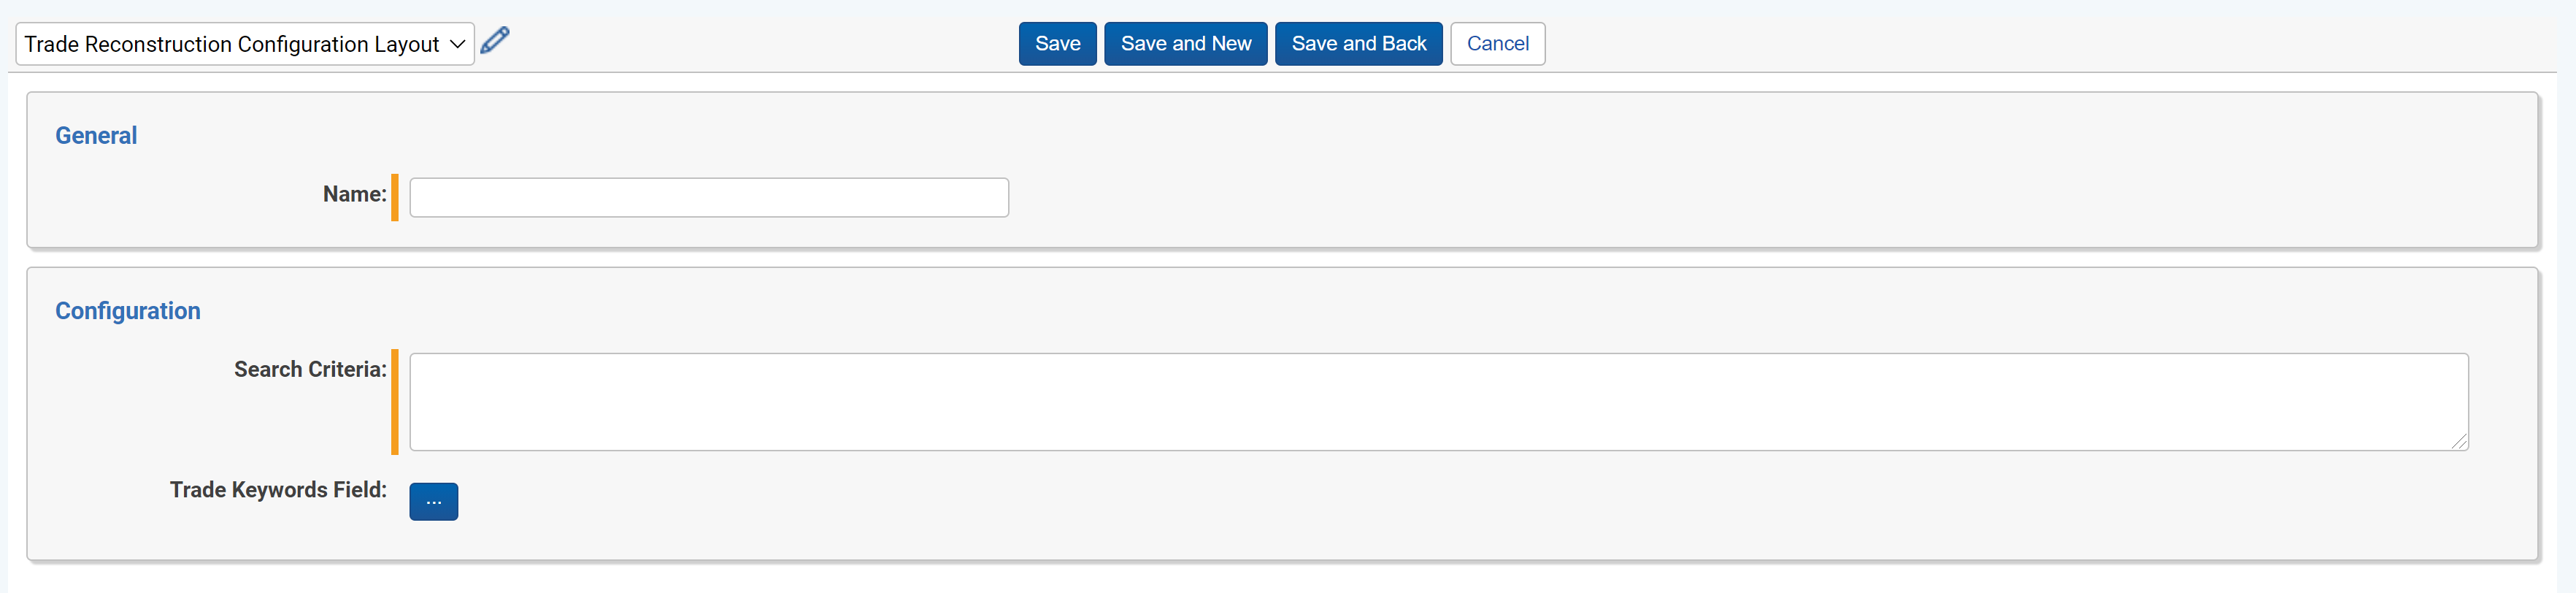 Trade Reconstruction Configuration Layout
Save
Save and New
Save and Back
Cancel
General
Name:
Configuration
Search Criteria:
Trade Keywords Field:
...